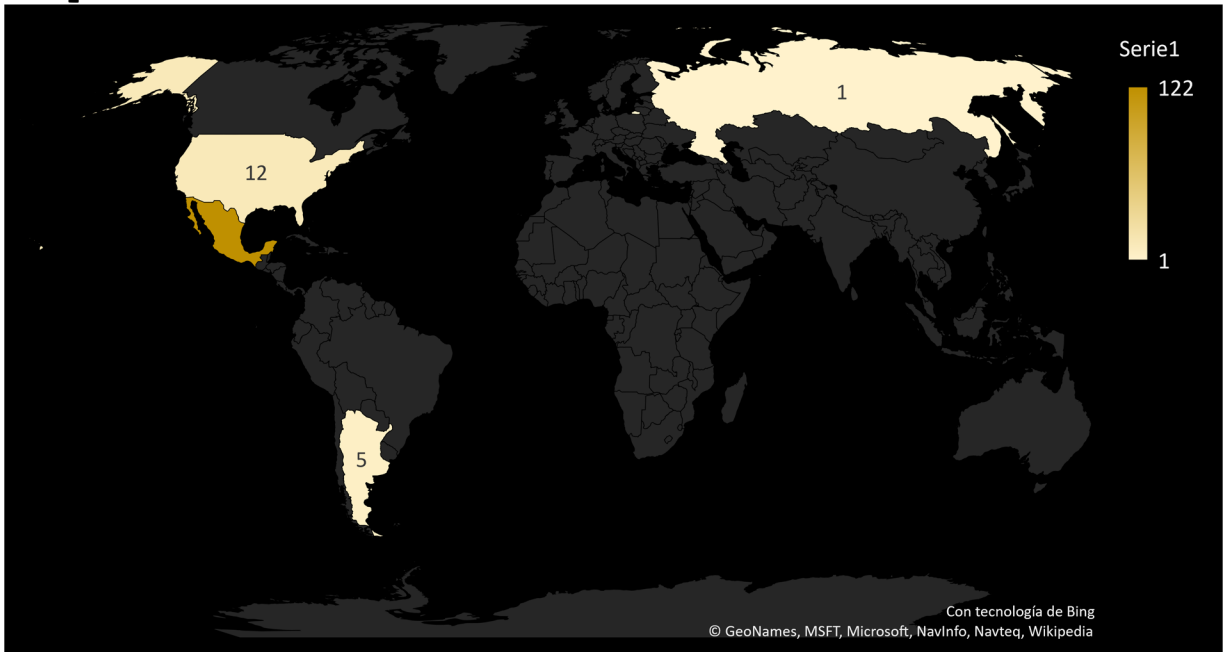 Serie1
122
1
1
12
5
Con tecnología de Bing
© GeoNames, MSFT, Microsoft, NavInfo, Navteq, Wikipedia